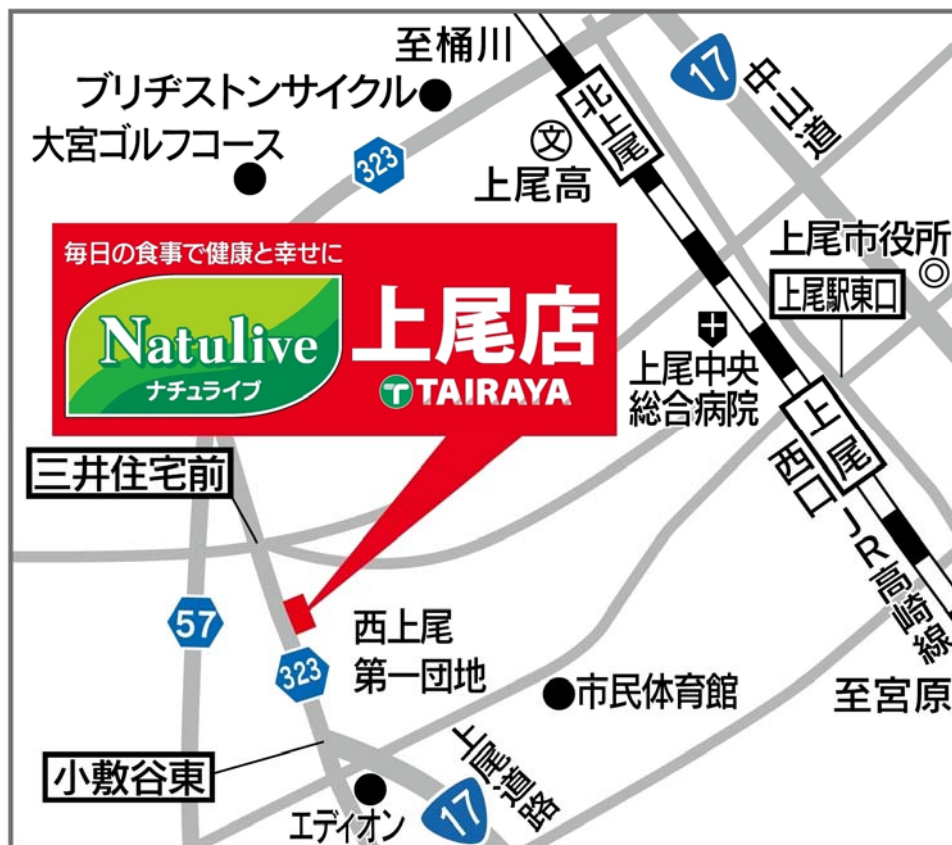 至桶川
ブリヂストンサイクル
大宮ゴルフコース
323
文
上尾高
北上尾
17
中山道
上尾市役所
上尾駅東口
毎日の食事で健康と幸せに
Natulive
ナチュライブ
上尾店
TAIRAYA
上尾中央
総合病院
上尾
西口
JR高崎線
至宮原
三井住宅前
57
323
西上尾
第一団地
市民体育館
小敷谷東
エディオン
17
上尾道路